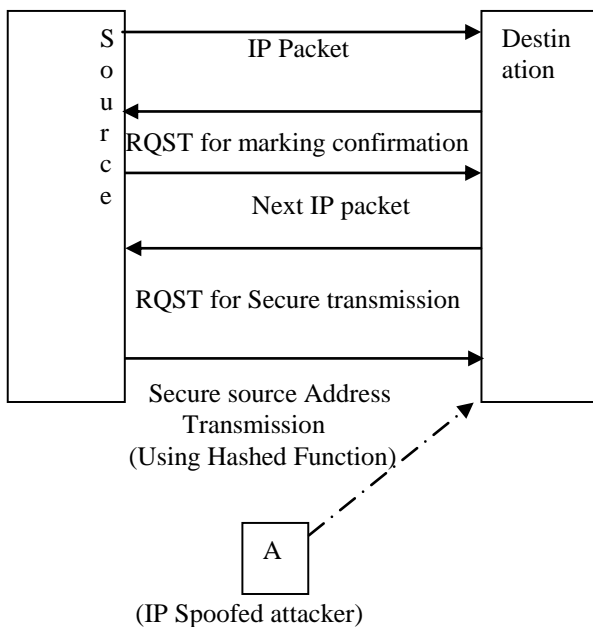 Source
Destin
ation
IP Packet
RQST for marking confirmation
Next IP packet
RQST for Secure transmission
Secure source Address
Transmission
(Using Hashed Function)
A
(IP Spoofed attacker)